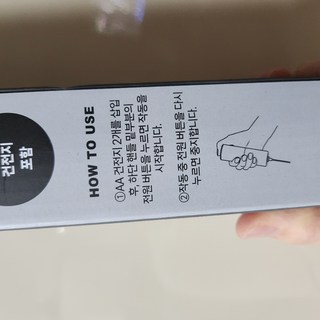 건전지
포함
HOW TO USE
①AA 건전지 2개를 삽입
후, 하단 핸들 밑부분의
전원 버튼을 누르면 작동을
시작합니다.
②작동 중 전원 버튼을 다시
누르면 중지합니다.